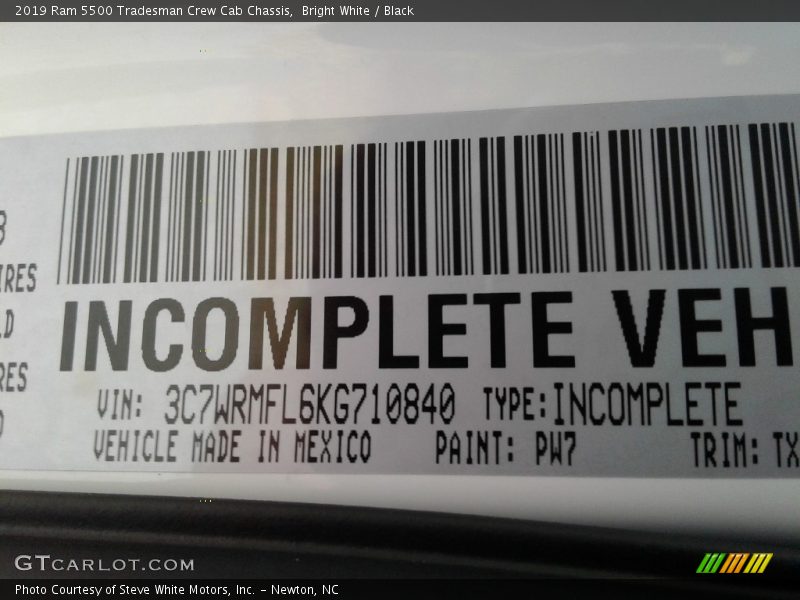 2019 Ram 5500 Tradesman Crew Cab Chassis, Bright White / Black
INCOMPLETE VEH
VIN: 3C7WRMFL6KG710840 TYPE: INCOMPLETE
VEHICLE MADE IN MEXICO PAINT: PW7 TRIM: TX
GTCARLOT.COM
Photo Courtesy of Steve White Motors, Inc. – Newton, NC